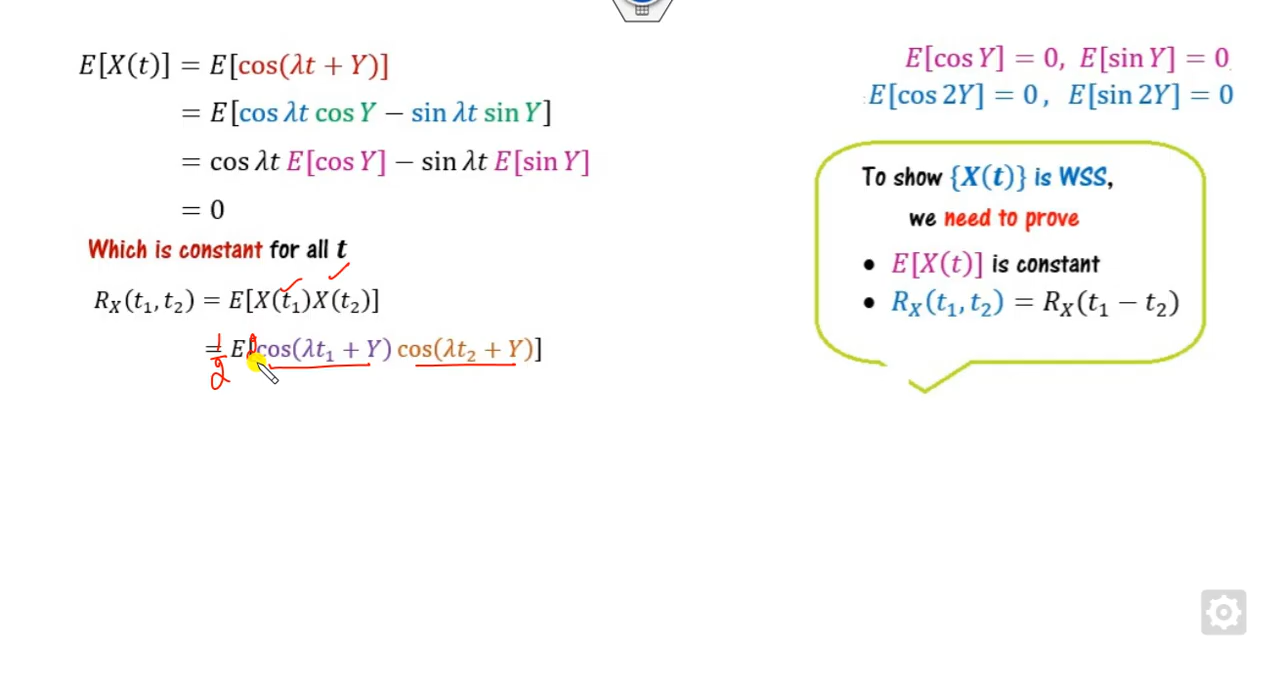 E[X(t)] = E[cos(λt + Y)]
= E[cos λt cos Y − sin λt sin Y]
= cos λt E[cos Y] − sin λt E[sin Y]
= 0
Which is constant for all t
R_X(t₁, t₂) = E[X(t₁)X(t₂)]
= E[cos(λt₁ + Y) cos(λt₂ + Y)]
1
2
E[cos Y] = 0, E[sin Y] = 0
E[cos 2Y] = 0, E[sin 2Y] = 0
To show {X(t)} is WSS,
we need to prove
• E[X(t)] is constant
• R_X(t₁, t₂) = R_X(t₁ − t₂)